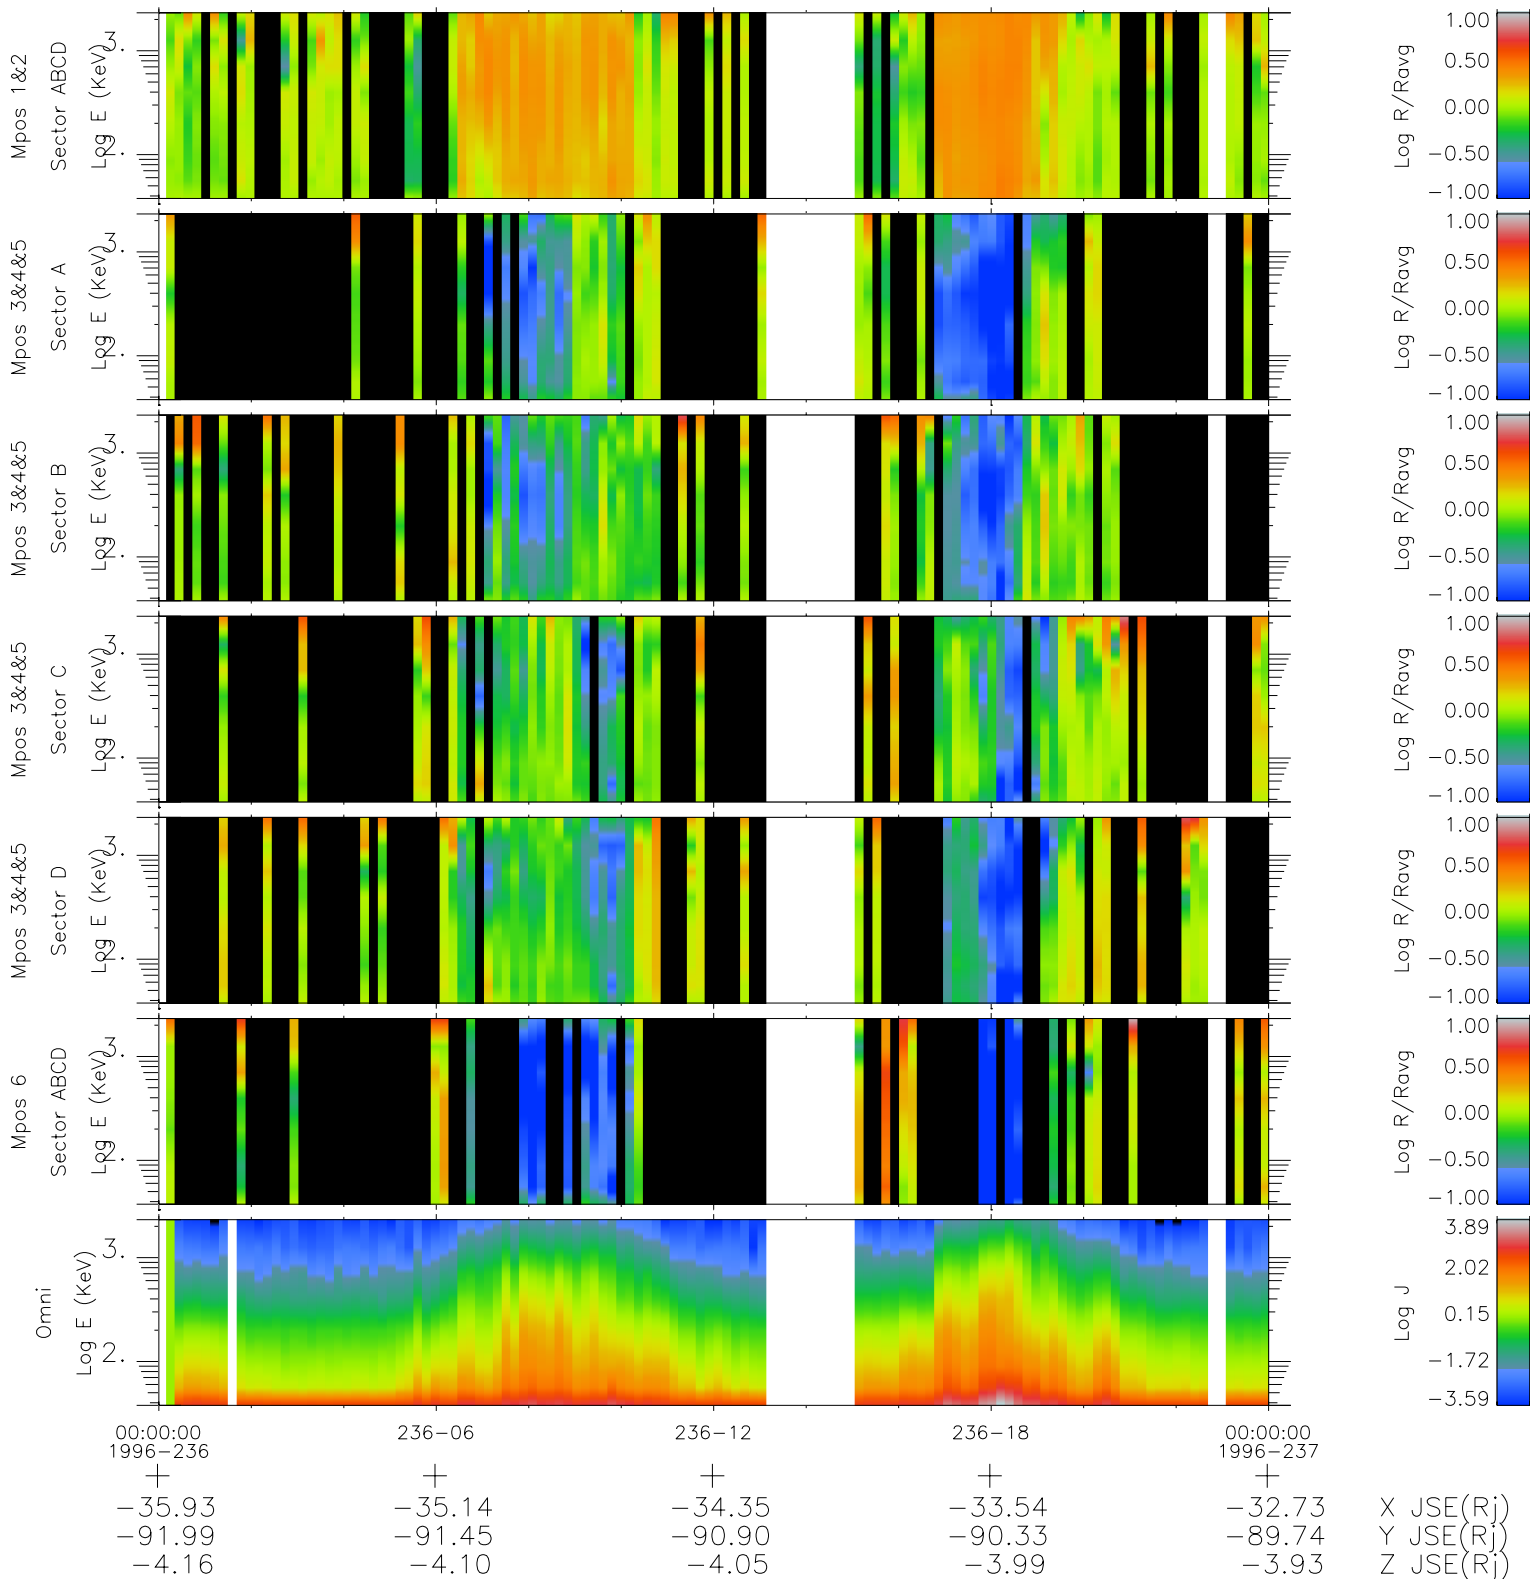 Mpos 1&2
Sector ABCD
Log E (KeV)
3.
2.
1.00
0.50
0.00
−0.50
−1.00
Log R/Ravg
Mpos 3&4&5
Sector A
Log E (KeV)
3.
2.
1.00
0.50
0.00
−0.50
−1.00
Log R/Ravg
Mpos 3&4&5
Sector B
Log E (KeV)
3.
2.
1.00
0.50
0.00
−0.50
−1.00
Log R/Ravg
Mpos 3&4&5
Sector C
Log E (KeV)
3.
2.
1.00
0.50
0.00
−0.50
−1.00
Log R/Ravg
Mpos 3&4&5
Sector D
Log E (KeV)
3.
2.
1.00
0.50
0.00
−0.50
−1.00
Log R/Ravg
Mpos 6
Sector ABCD
Log E (KeV)
3.
2.
1.00
0.50
0.00
−0.50
−1.00
Log R/Ravg
Omni
Log E (KeV)
3.
2.
3.89
2.02
0.15
−1.72
−3.59
Log J
00:00:00 236−06 236−12 236−18 00:00:00
1996−236 1996−237
−35.93 −35.14 −34.35 −33.54 −32.73 X JSE(Rj)
−91.99 −91.45 −90.90 −90.33 −89.74 Y JSE(Rj)
−4.16 −4.10 −4.05 −3.99 −3.93 Z JSE(Rj)